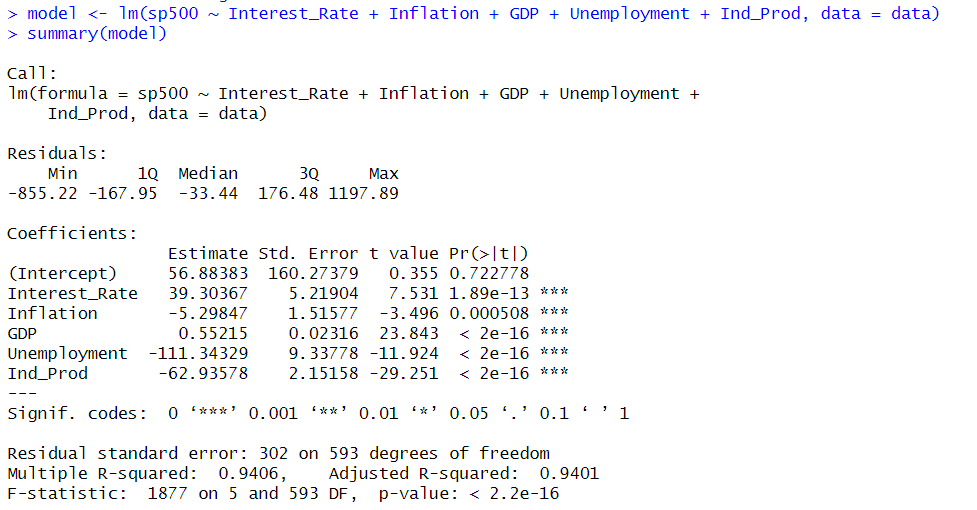 > model <- lm(sp500 ~ Interest_Rate + Inflation + GDP + Unemployment + Ind_Prod, data = data)
> summary(model)
Call:
lm(formula = sp500 ~ Interest_Rate + Inflation + GDP + Unemployment +
    Ind_Prod, data = data)
Residuals:
    Min      1Q  Median      3Q     Max
-855.22 -167.95  -33.44  176.48 1197.89
Coefficients:
                Estimate Std. Error t value Pr(>|t|)
(Intercept)     56.88383  160.27379   0.355 0.722778
Interest_Rate   39.30367    5.21904   7.531 1.89e-13 ***
Inflation       -5.29847    1.51577  -3.496 0.000508 ***
GDP              0.55215    0.02316  23.843  < 2e-16 ***
Unemployment  -111.34329    9.33778 -11.924  < 2e-16 ***
Ind_Prod       -62.93578    2.15158 -29.251  < 2e-16 ***
---
Signif. codes:  0 ‘***’ 0.001 ‘**’ 0.01 ‘*’ 0.05 ‘.’ 0.1 ‘ ’ 1
Residual standard error: 302 on 593 degrees of freedom
Multiple R-squared:  0.9406,	Adjusted R-squared:  0.9401
F-statistic:  1877 on 5 and 593 DF,  p-value: < 2.2e-16